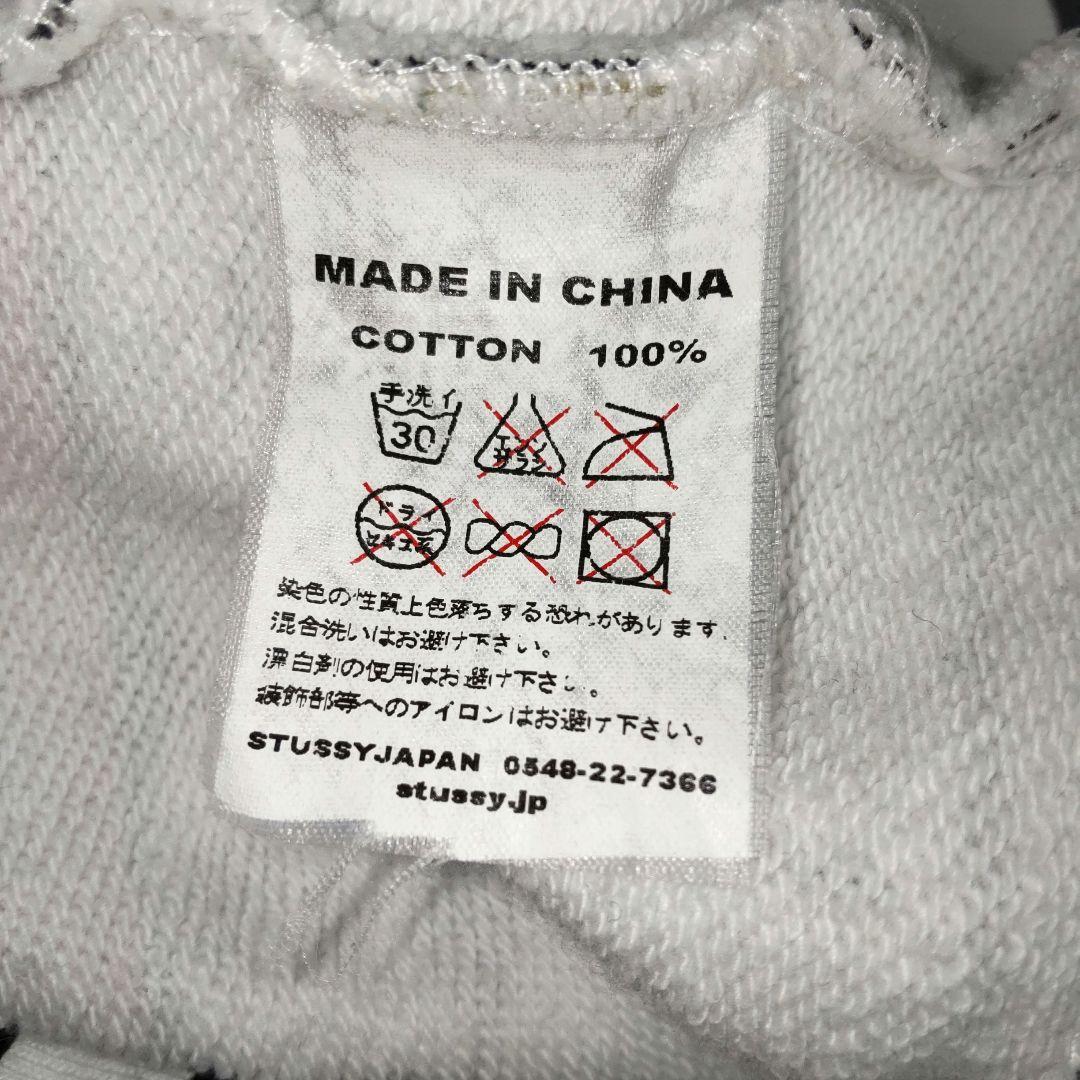 MADE IN CHINA
COTTON 100%
手洗イ
30
エンソ
サラシ
ドライ
セキユ系
染色の性質上色落ちする恐れがあります.
混合洗いはお避け下さい。
漂白剤の使用はお避け下さい。
装飾部等へのアイロンはお避け下さい。
STUSSYJAPAN 0548-22-7366
stussy.jp